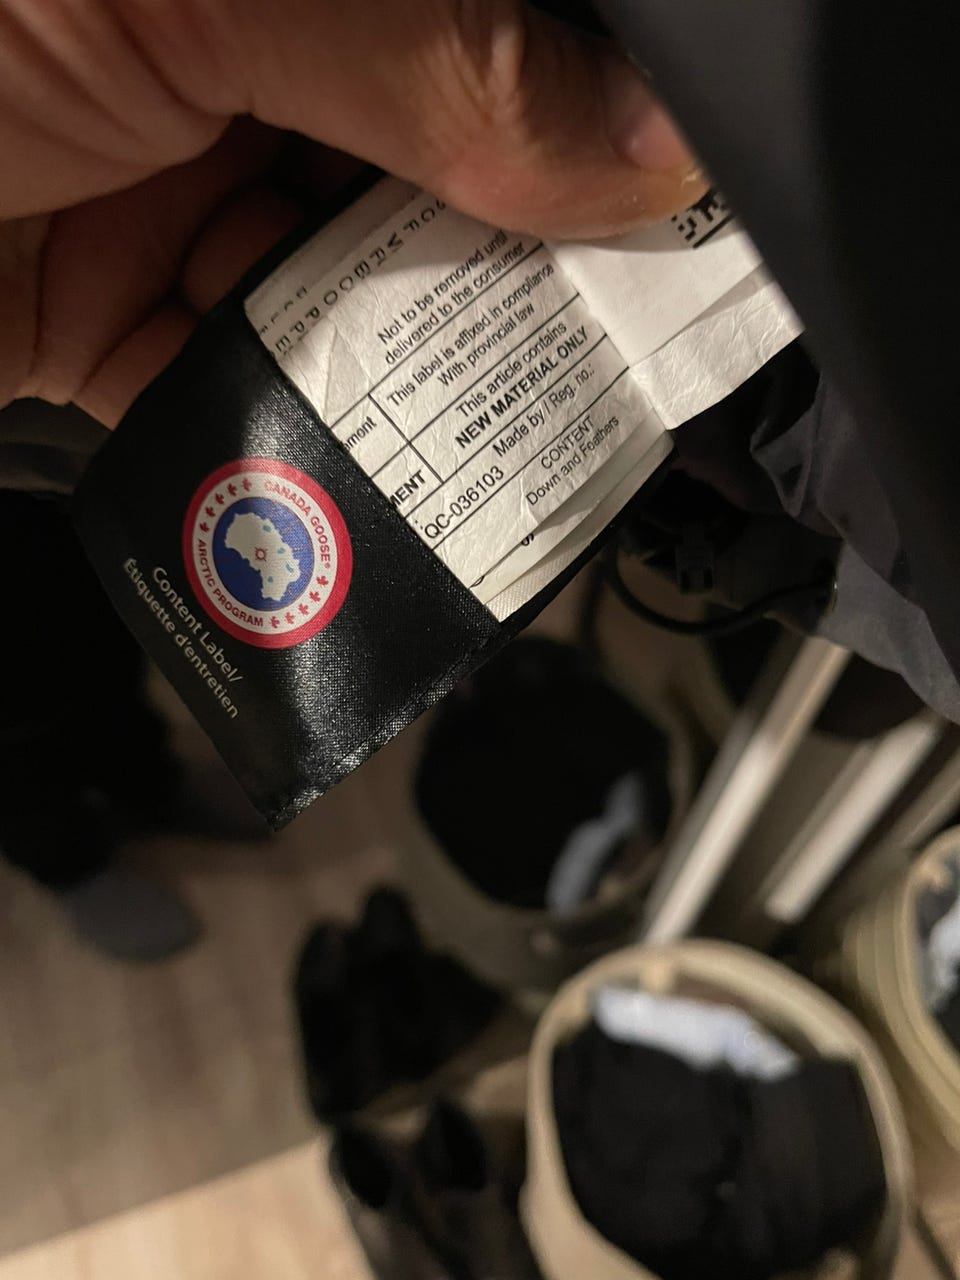 Not to be removed until
delivered to the consumer
This label is affixed in compliance
With provincial law
This article contains
NEW MATERIAL ONLY
Made by / Reg. no.:
QC-036103
CONTENT
Down and Feathers
CANADA GOOSE®
ARCTIC PROGRAM
Content Label/
Étiquette d'entretien